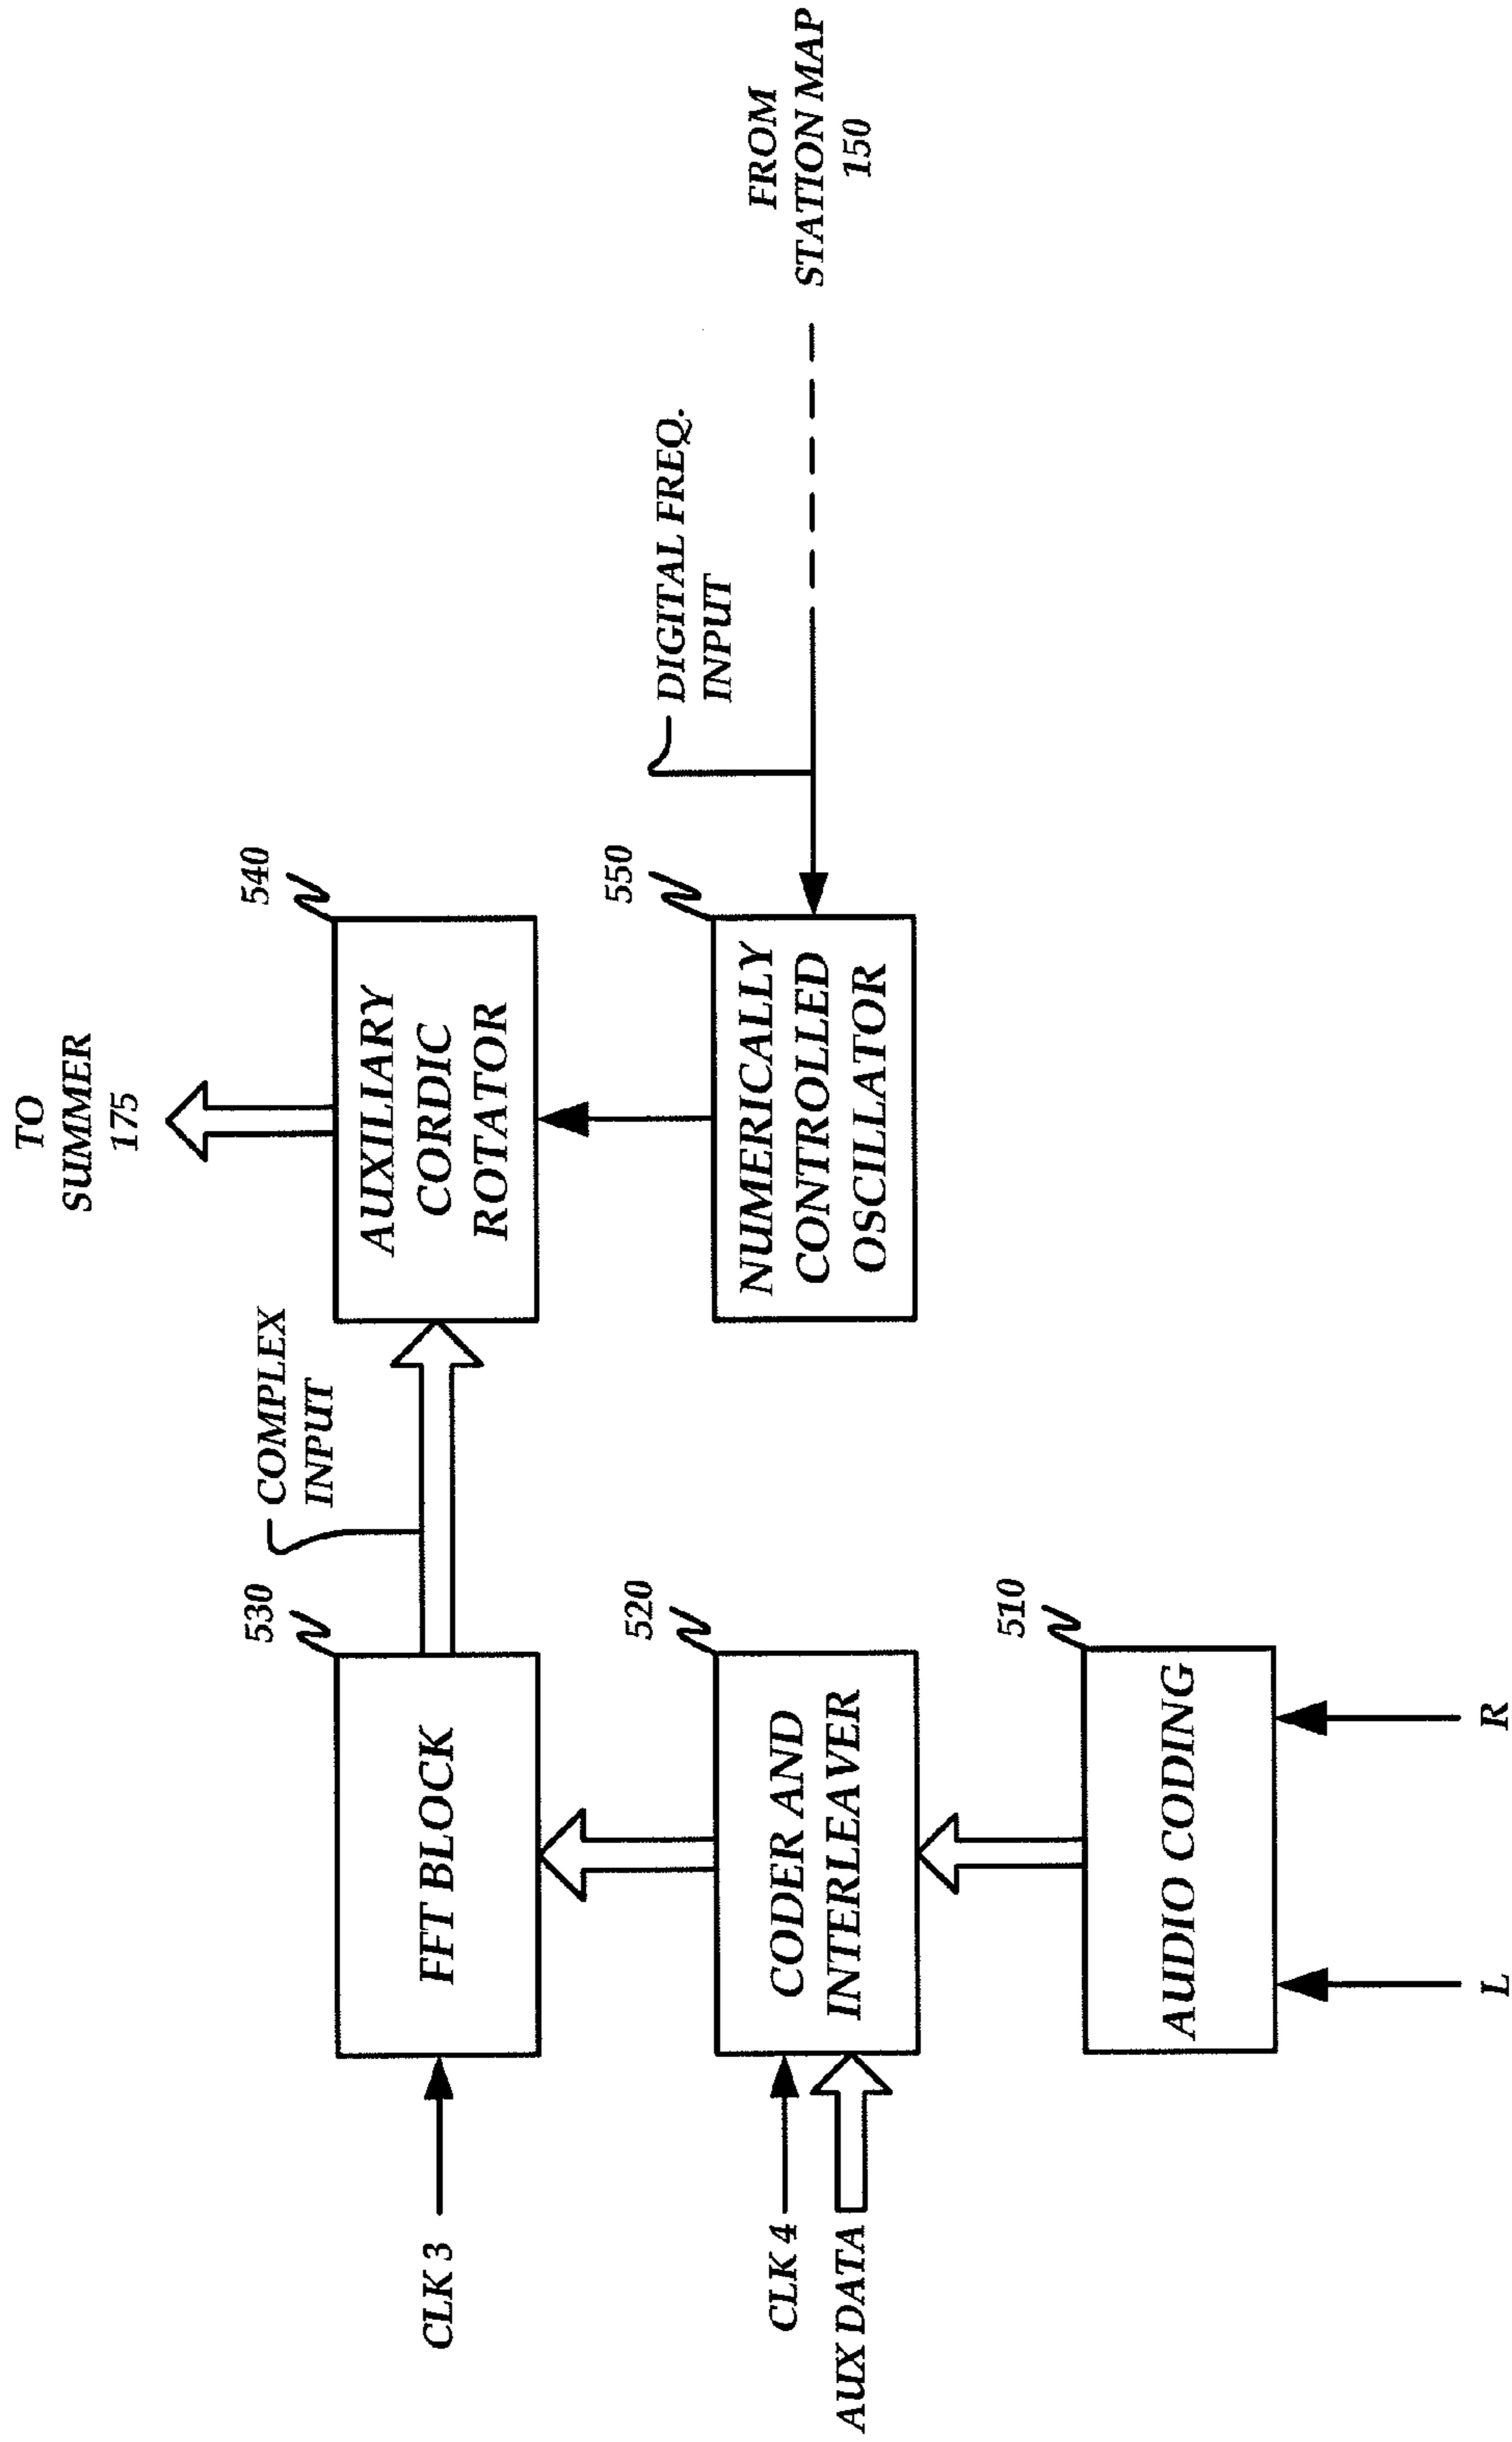 TO
SUMMER
175
540
AUXILIARY
CORDIC
ROTATOR
COMPLEX
INPUT
530
FFT BLOCK
CLK 3
FROM
STATION MAP
150
DIGITAL FREQ.
INPUT
550
NUMERICALLY
CONTROLLED
OSCILLATOR
520
CODER AND
INTERLEAVER
CLK 4
AUX DATA
510
AUDIO CODING
L
R